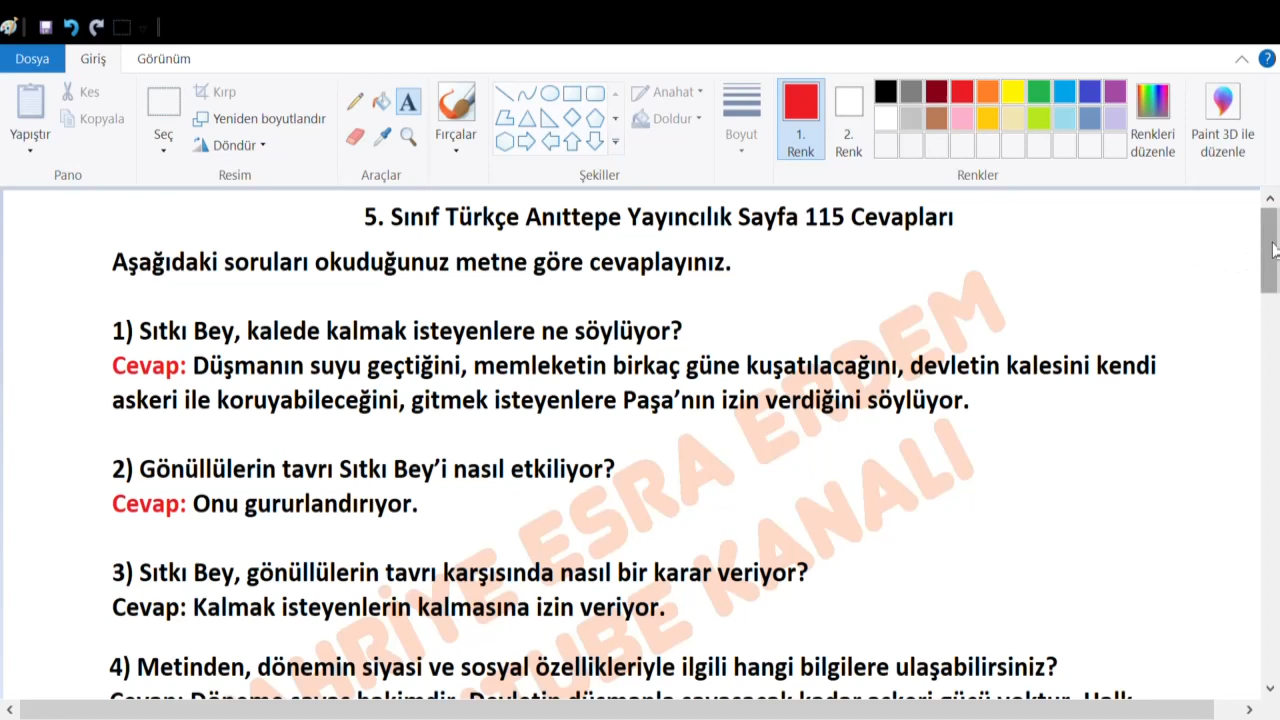 Dosya Giriş Görünüm
Yapıştır
Kes
Kopyala
Pano
Seç
Kırp
Yeniden boyutlandır
Döndür
Resim
A
Araçlar
Fırçalar
Anahat
Doldur
Şekiller
Boyut
1.
Renk
2.
Renk
Renkleri
düzenle
Renkler
Paint 3D ile
düzenle
5. Sınıf Türkçe Anıttepe Yayıncılık Sayfa 115 Cevapları
Aşağıdaki soruları okuduğunuz metne göre cevaplayınız.
1) Sıtkı Bey, kalede kalmak isteyenlere ne söylüyor?
Cevap: Düşmanın suyu geçtiğini, memleketin birkaç güne kuşatılacağını, devletin kalesini kendi
askeri ile koruyabileceğini, gitmek isteyenlere Paşa’nın izin verdiğini söylüyor.
2) Gönüllülerin tavrı Sıtkı Bey’i nasıl etkiliyor?
Cevap: Onu gururlandırıyor.
3) Sıtkı Bey, gönüllülerin tavrı karşısında nasıl bir karar veriyor?
Cevap: Kalmak isteyenlerin kalmasına izin veriyor.
4) Metinden, dönemin siyasi ve sosyal özellikleriyle ilgili hangi bilgilere ulaşabilirsiniz?
ESRA ERDEM
KANALI